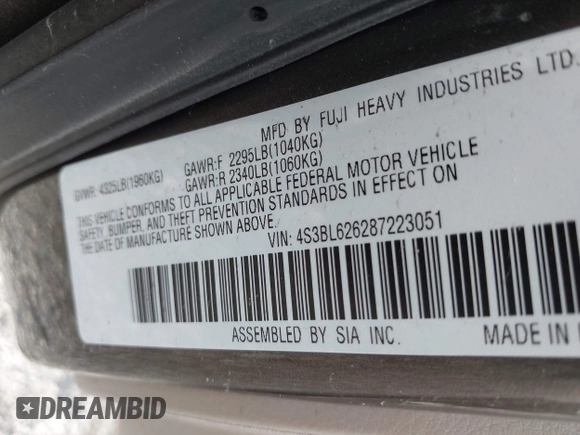 MFD BY FUJI HEAVY INDUSTRIES LTD.
GVWR: 4325LB(1960KG) GAWR:F 2295LB(1040KG)
GAWR:R 2340LB(1060KG)
THIS VEHICLE CONFORMS TO ALL APPLICABLE FEDERAL MOTOR VEHICLE
SAFETY, BUMPER, AND THEFT PREVENTION STANDARDS IN EFFECT ON
THE DATE OF MANUFACTURE SHOWN ABOVE.
VIN: 4S3BL626287223051
ASSEMBLED BY SIA INC. MADE IN
DREAMBID